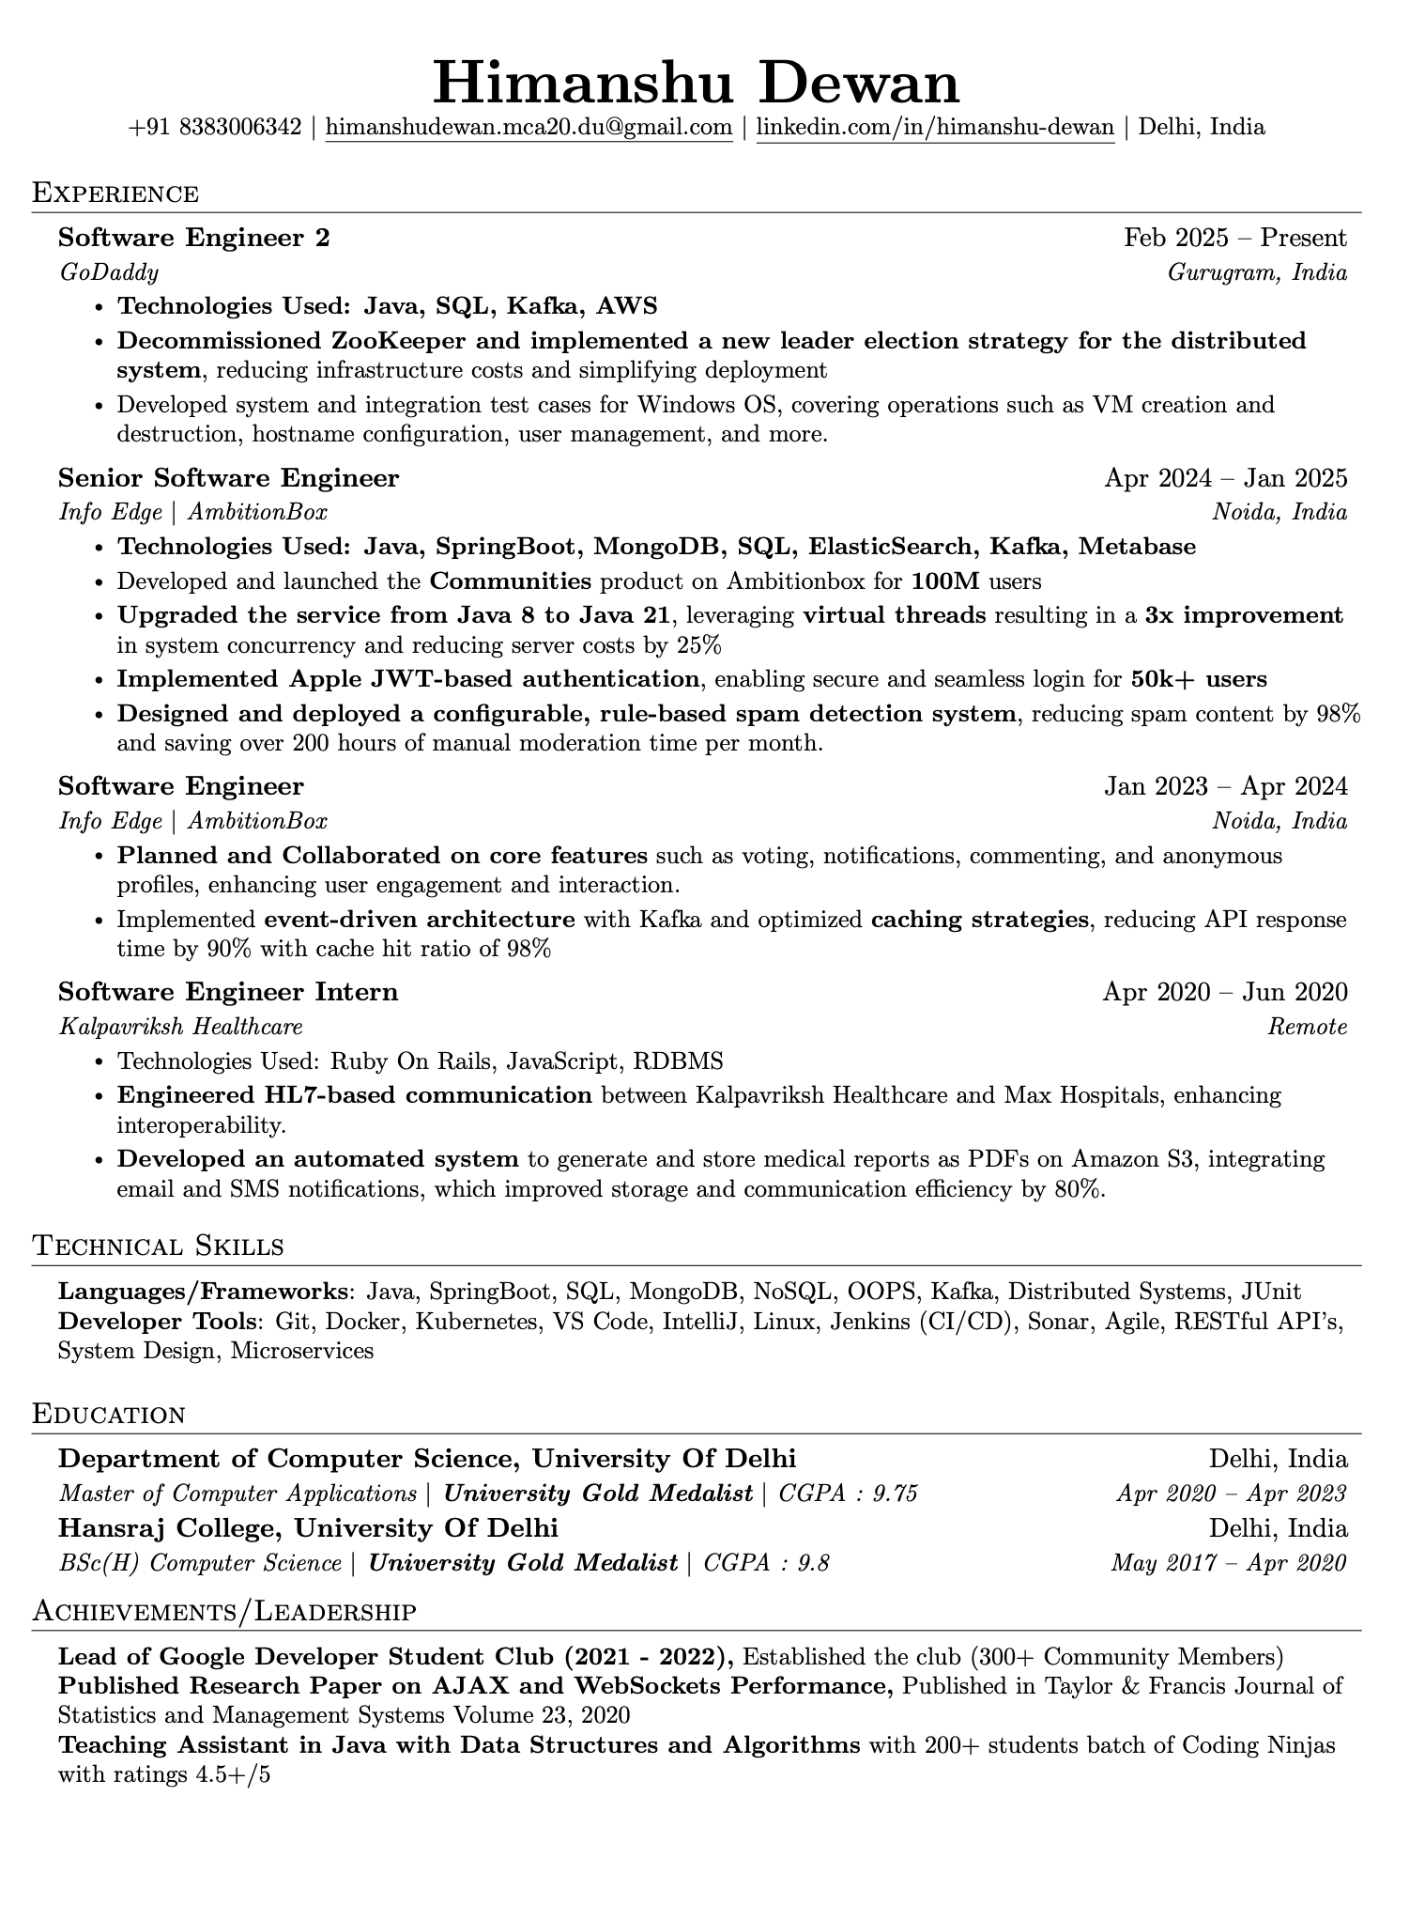 Himanshu Dewan
+91 8383006342 | himanshudewan.mca20.du@gmail.com | linkedin.com/in/himanshu-dewan | Delhi, India
Experience
Software Engineer 2 Feb 2025 – Present
GoDaddy Gurugram, India
• Technologies Used: Java, SQL, Kafka, AWS
• Decommissioned ZooKeeper and implemented a new leader election strategy for the distributed
system, reducing infrastructure costs and simplifying deployment
• Developed system and integration test cases for Windows OS, covering operations such as VM creation and
destruction, hostname configuration, user management, and more.
Senior Software Engineer Apr 2024 – Jan 2025
Info Edge | AmbitionBox Noida, India
• Technologies Used: Java, SpringBoot, MongoDB, SQL, ElasticSearch, Kafka, Metabase
• Developed and launched the Communities product on Ambitionbox for 100M users
• Upgraded the service from Java 8 to Java 21, leveraging virtual threads resulting in a 3x improvement
in system concurrency and reducing server costs by 25%
• Implemented Apple JWT-based authentication, enabling secure and seamless login for 50k+ users
• Designed and deployed a configurable, rule-based spam detection system, reducing spam content by 98%
and saving over 200 hours of manual moderation time per month.
Software Engineer Jan 2023 – Apr 2024
Info Edge | AmbitionBox Noida, India
• Planned and Collaborated on core features such as voting, notifications, commenting, and anonymous
profiles, enhancing user engagement and interaction.
• Implemented event-driven architecture with Kafka and optimized caching strategies, reducing API response
time by 90% with cache hit ratio of 98%
Software Engineer Intern Apr 2020 – Jun 2020
Kalpavriksh Healthcare Remote
• Technologies Used: Ruby On Rails, JavaScript, RDBMS
• Engineered HL7-based communication between Kalpavriksh Healthcare and Max Hospitals, enhancing
interoperability.
• Developed an automated system to generate and store medical reports as PDFs on Amazon S3, integrating
email and SMS notifications, which improved storage and communication efficiency by 80%.
Technical Skills
Languages/Frameworks: Java, SpringBoot, SQL, MongoDB, NoSQL, OOPS, Kafka, Distributed Systems, JUnit
Developer Tools: Git, Docker, Kubernetes, VS Code, IntelliJ, Linux, Jenkins (CI/CD), Sonar, Agile, RESTful API's,
System Design, Microservices
Education
Department of Computer Science, University Of Delhi Delhi, India
Master of Computer Applications | University Gold Medalist | CGPA : 9.75 Apr 2020 – Apr 2023
Hansraj College, University Of Delhi Delhi, India
BSc(H) Computer Science | University Gold Medalist | CGPA : 9.8 May 2017 – Apr 2020
Achievements/Leadership
Lead of Google Developer Student Club (2021 - 2022), Established the club (300+ Community Members)
Published Research Paper on AJAX and WebSockets Performance, Published in Taylor & Francis Journal of
Statistics and Management Systems Volume 23, 2020
Teaching Assistant in Java with Data Structures and Algorithms with 200+ students batch of Coding Ninjas
with ratings 4.5+/5